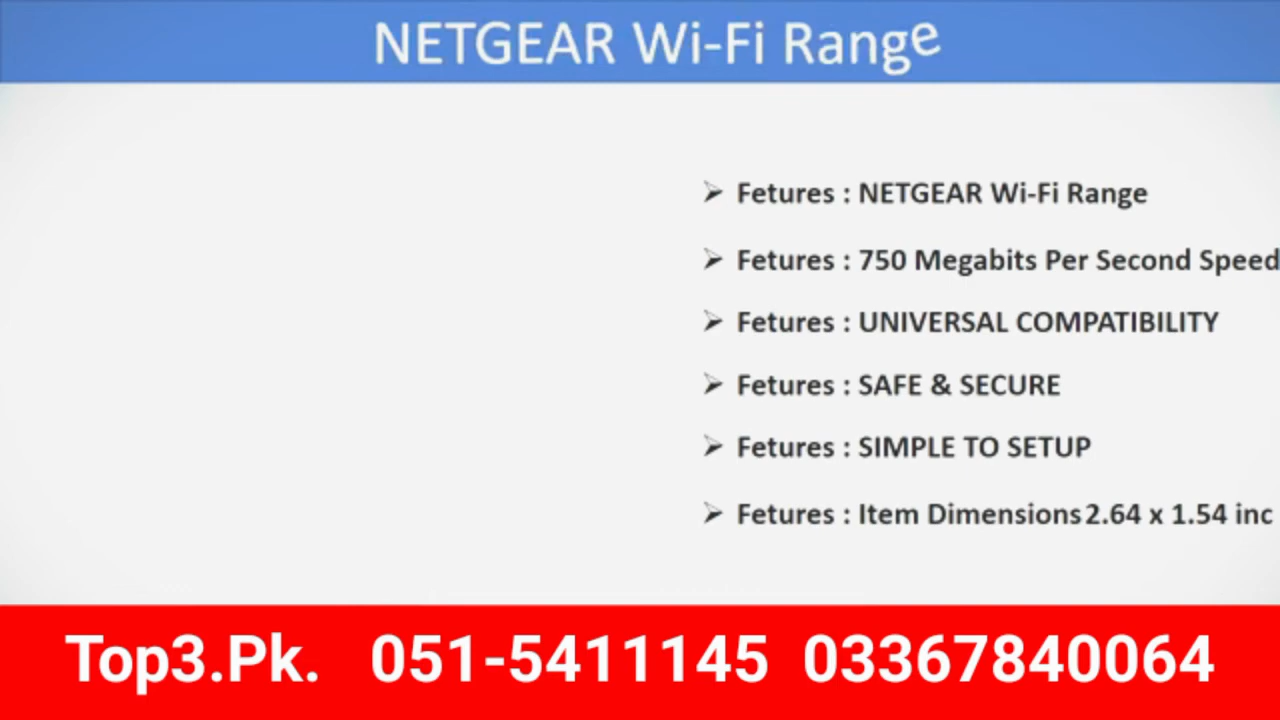 NETGEAR Wi-Fi Range
➢ Fetures : NETGEAR Wi-Fi Range
➢ Fetures : 750 Megabits Per Second Speed
➢ Fetures : UNIVERSAL COMPATIBILITY
➢ Fetures : SAFE & SECURE
➢ Fetures : SIMPLE TO SETUP
➢ Fetures : Item Dimensions 2.64 x 1.54 inc
Top3.Pk. 051-5411145 03367840064